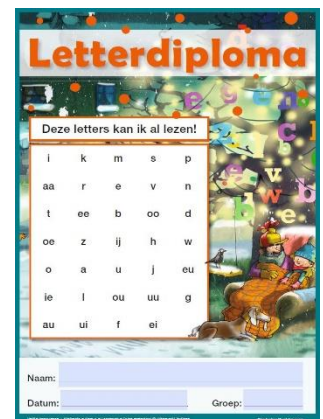 Letterdiploma
Deze letters kan ik al lezen!
i k m s p
aa r e v n
t ee b oo d
oe z ij h w
o a u j eu
ie l ou uu g
au ui f ei
Naam:
Datum: Groep: